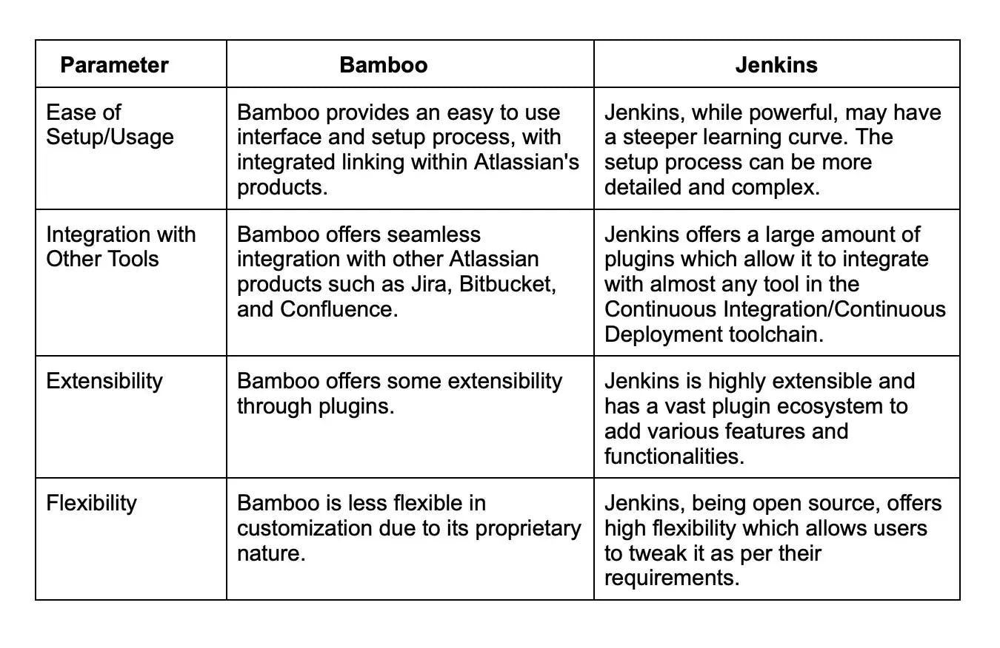 Parameter Bamboo Jenkins
Ease of
Setup/Usage
Bamboo provides an easy to use
interface and setup process, with
integrated linking within Atlassian's
products.
Jenkins, while powerful, may have
a steeper learning curve. The
setup process can be more
detailed and complex.
Integration with
Other Tools
Bamboo offers seamless
integration with other Atlassian
products such as Jira, Bitbucket,
and Confluence.
Jenkins offers a large amount of
plugins which allow it to integrate
with almost any tool in the
Continuous Integration/Continuous
Deployment toolchain.
Extensibility
Bamboo offers some extensibility
through plugins.
Jenkins is highly extensible and
has a vast plugin ecosystem to
add various features and
functionalities.
Flexibility
Bamboo is less flexible in
customization due to its proprietary
nature.
Jenkins, being open source, offers
high flexibility which allows users
to tweak it as per their
requirements.